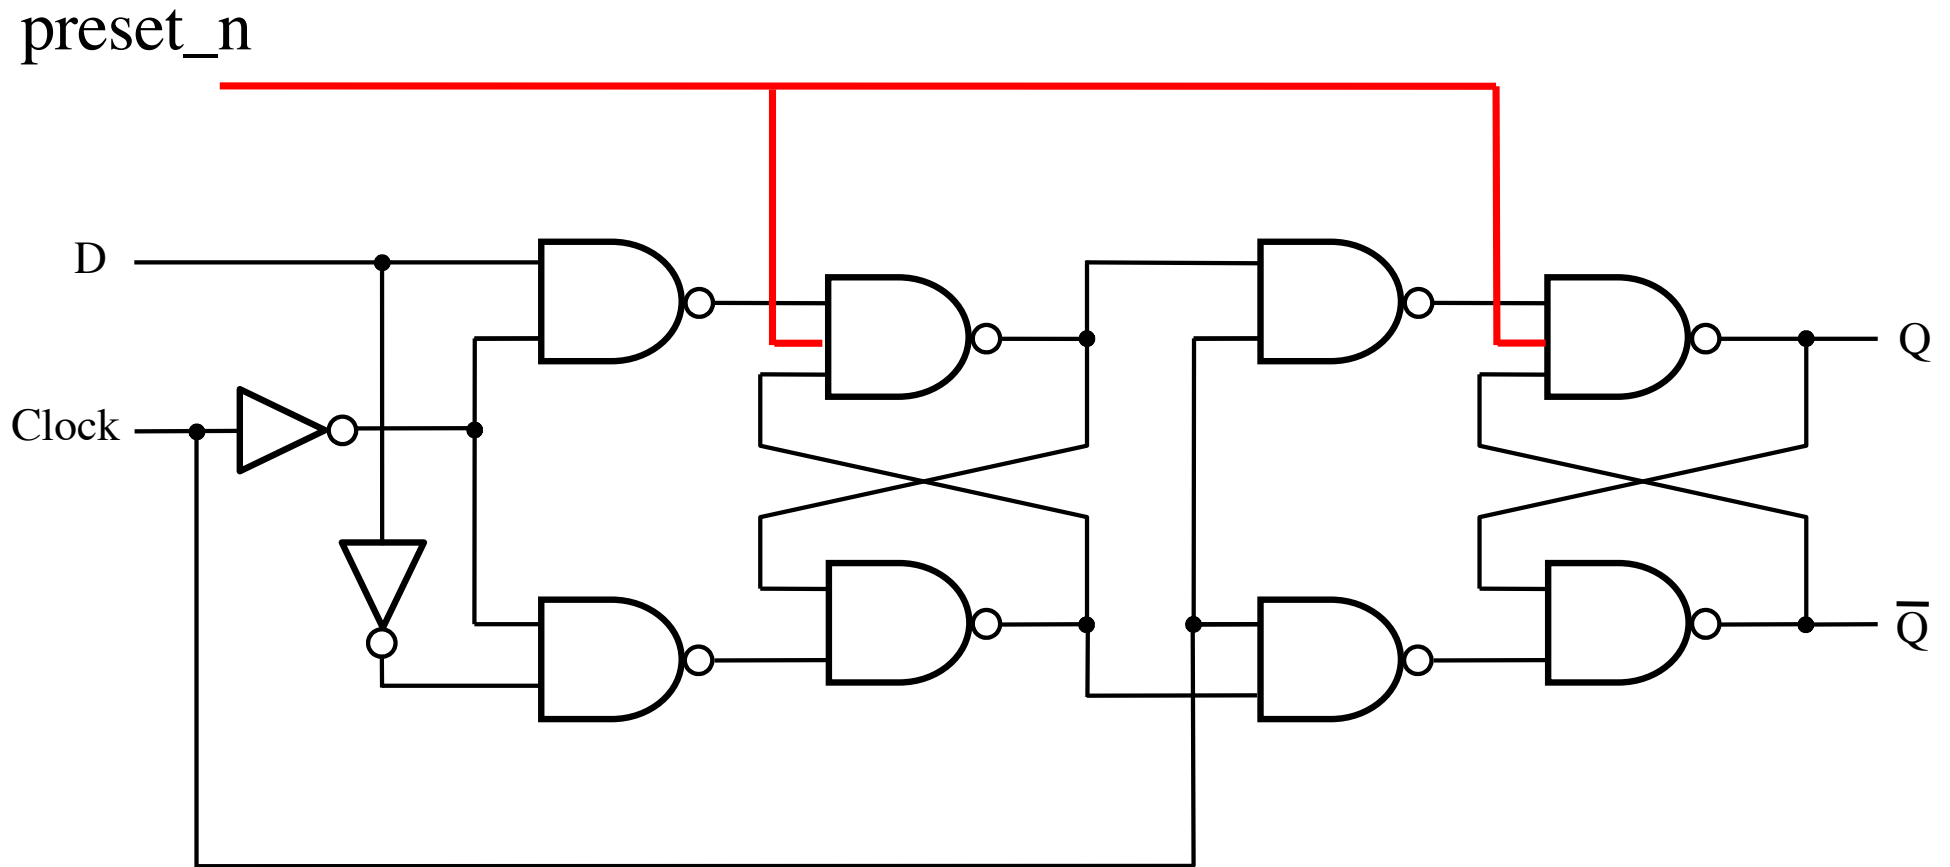 preset_n
D
Clock
Q
Q̅